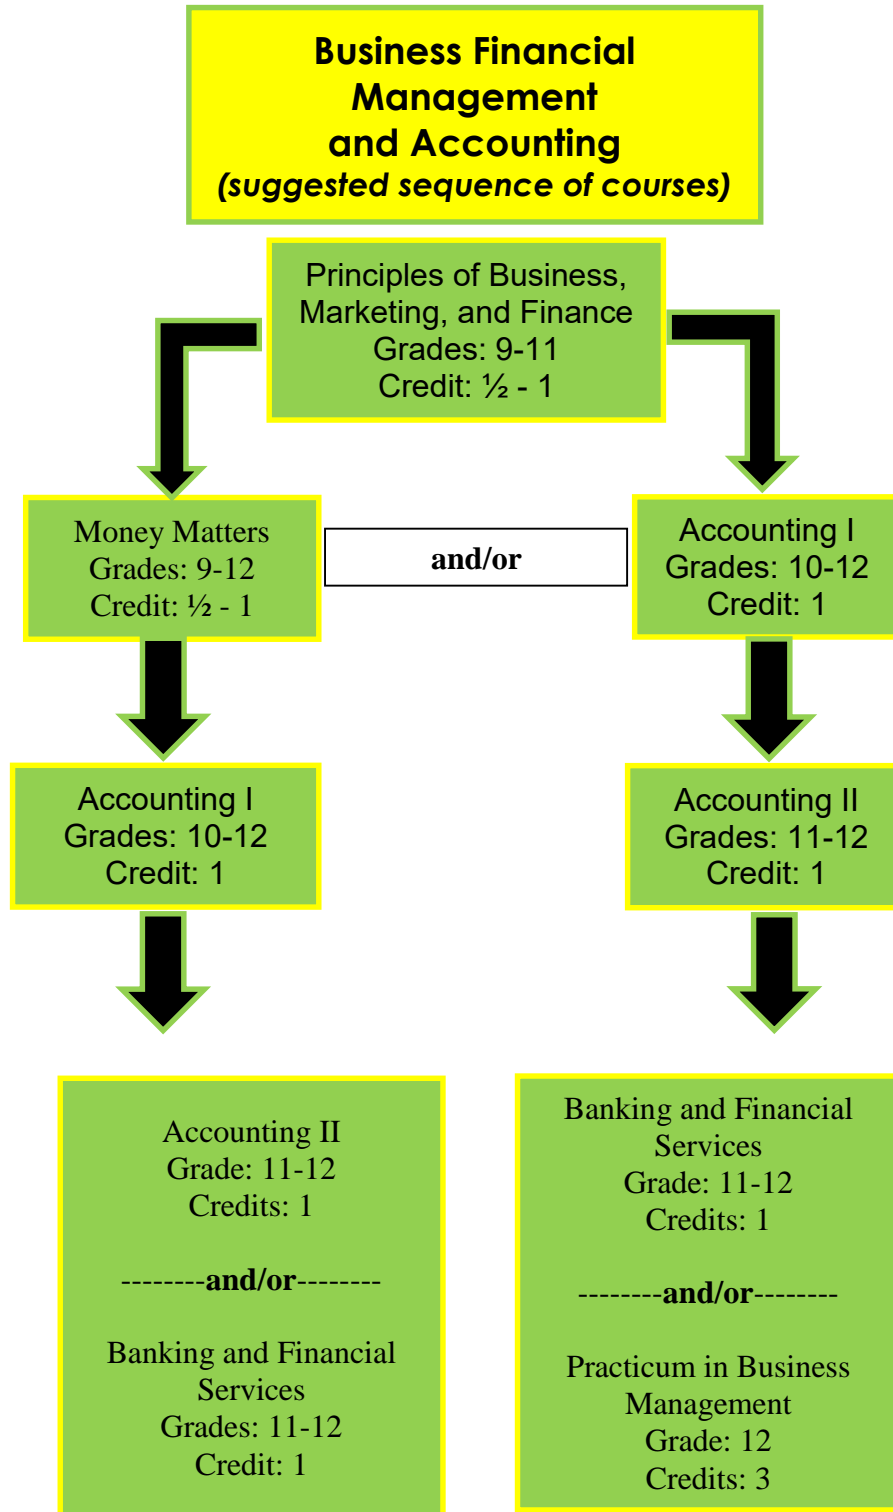 Business Financial
Management
and Accounting
(suggested sequence of courses)
Principles of Business,
Marketing, and Finance
Grades: 9-11
Credit: ½ - 1
Money Matters
Grades: 9-12
Credit: ½ - 1
and/or
Accounting I
Grades: 10-12
Credit: 1
Accounting I
Grades: 10-12
Credit: 1
Accounting II
Grades: 11-12
Credit: 1
Accounting II
Grade: 11-12
Credits: 1
--------and/or--------
Banking and Financial
Services
Grades: 11-12
Credit: 1
Banking and Financial
Services
Grade: 11-12
Credits: 1
--------and/or--------
Practicum in Business
Management
Grade: 12
Credits: 3